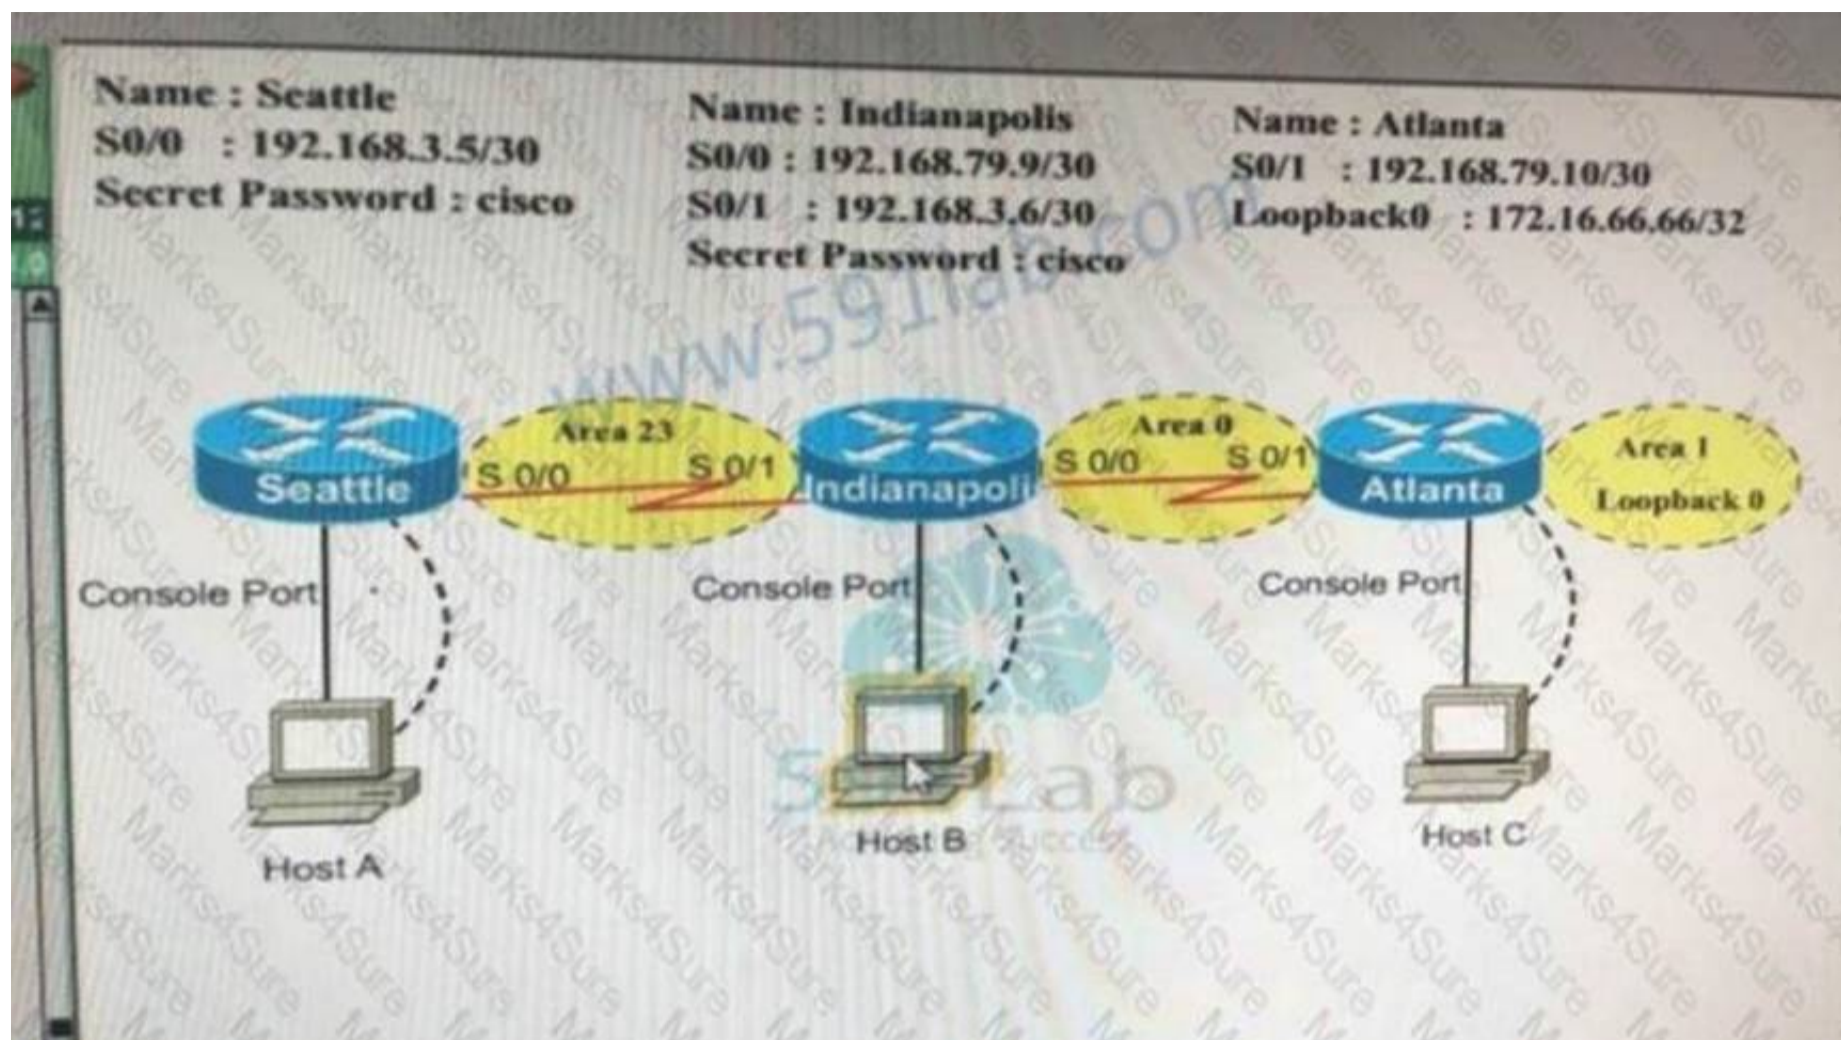 Name : Seattle
S0/0 : 192.168.3.5/30
Secret Password : cisco
Name : Indianapolis
S0/0 : 192.168.79.9/30
S0/1 : 192.168.3.6/30
Secret Password : cisco
Name : Atlanta
S0/1 : 192.168.79.10/30
Loopback0 : 172.16.66.66/32
www.591lab.com
Area 23
S 0/0
S 0/1
Seattle
Area 0
S 0/0
S 0/1
Indianapoli
Atlanta
Area 1
Loopback 0
Console Port
Console Port
Console Port
Host A
Host B
Host C
Marks4Sure